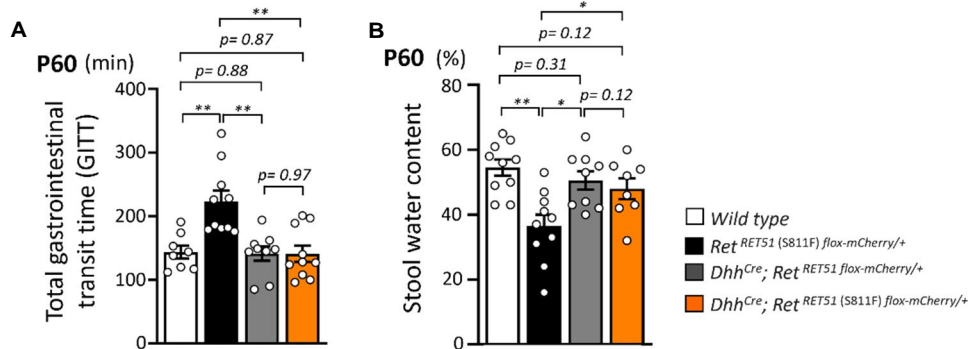 A
**
p= 0.87
P60 (min)
p= 0.88
** **
p= 0.97
400
300
200
100
0
Total gastrointestinal
transit time (GITT)
B
*
p= 0.12
P60 (%)
p= 0.31
** *
p= 0.12
80
60
40
20
0
Stool water content
Wild type
Ret RET51 (S811F) flox-mCherry/+
DhhCre; Ret RET51 flox-mCherry/+
DhhCre; Ret RET51 (S811F) flox-mCherry/+